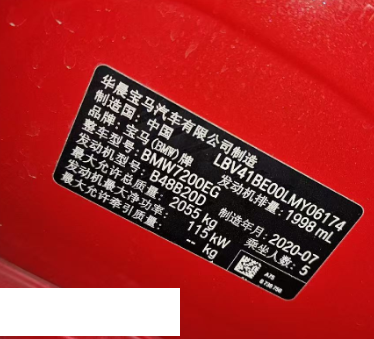 华晨宝马汽车有限公司制造
制造国: 中国 LBV41BE00LMY06174
品牌: 宝马(BMW)牌 发动机排量: 1998 mL
整车型号: BMW7200EG
发动机型号: B48B20D 制造年月: 2020-07
最大允许总质量: 2055 kg 乘坐人数: 5
发动机最大净功率: 115 kW
最大允许牵引质量: -- kg
A75